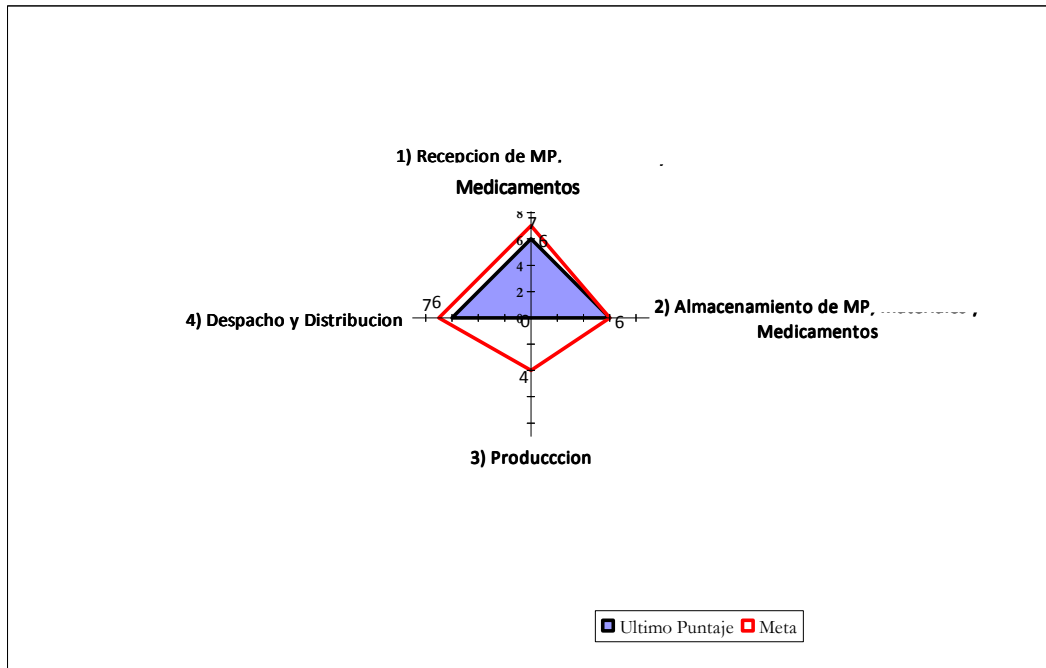 1) Recepcion de MP,
Medicamentos
8
7
6
6
4
2
0
0
76
4) Despacho y Distribucion
2) Almacenamiento de MP,
6
Medicamentos
4
3) Producccion
Ultimo Puntaje
Meta